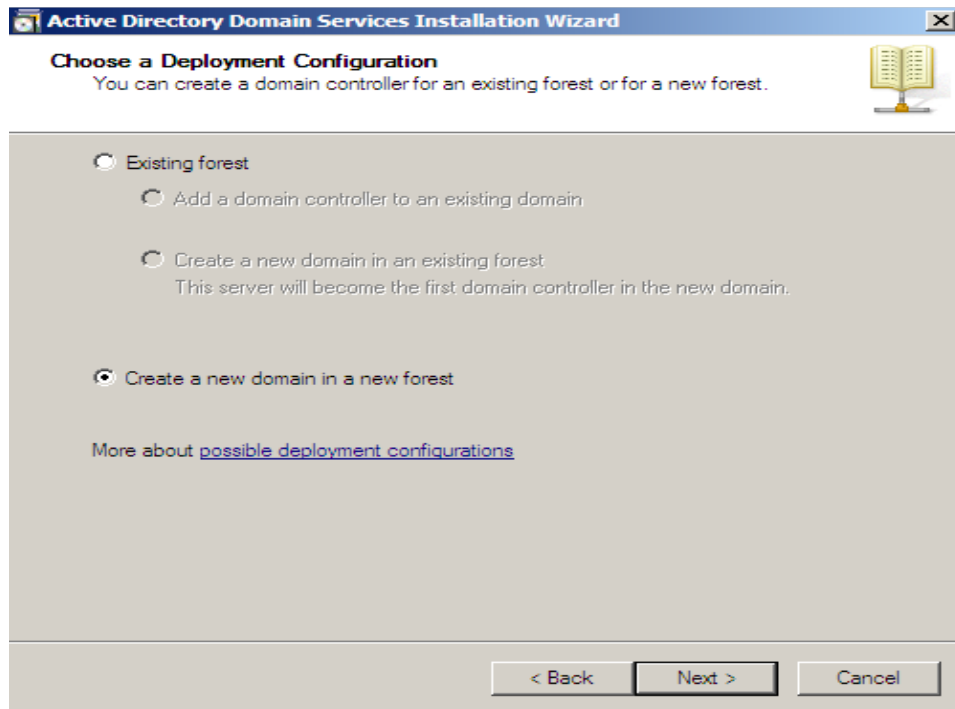 Active Directory Domain Services Installation Wizard
Choose a Deployment Configuration
You can create a domain controller for an existing forest or for a new forest.
Existing forest
Add a domain controller to an existing domain
Create a new domain in an existing forest
This server will become the first domain controller in the new domain.
Create a new domain in a new forest
More about possible deployment configurations
< Back Next > Cancel